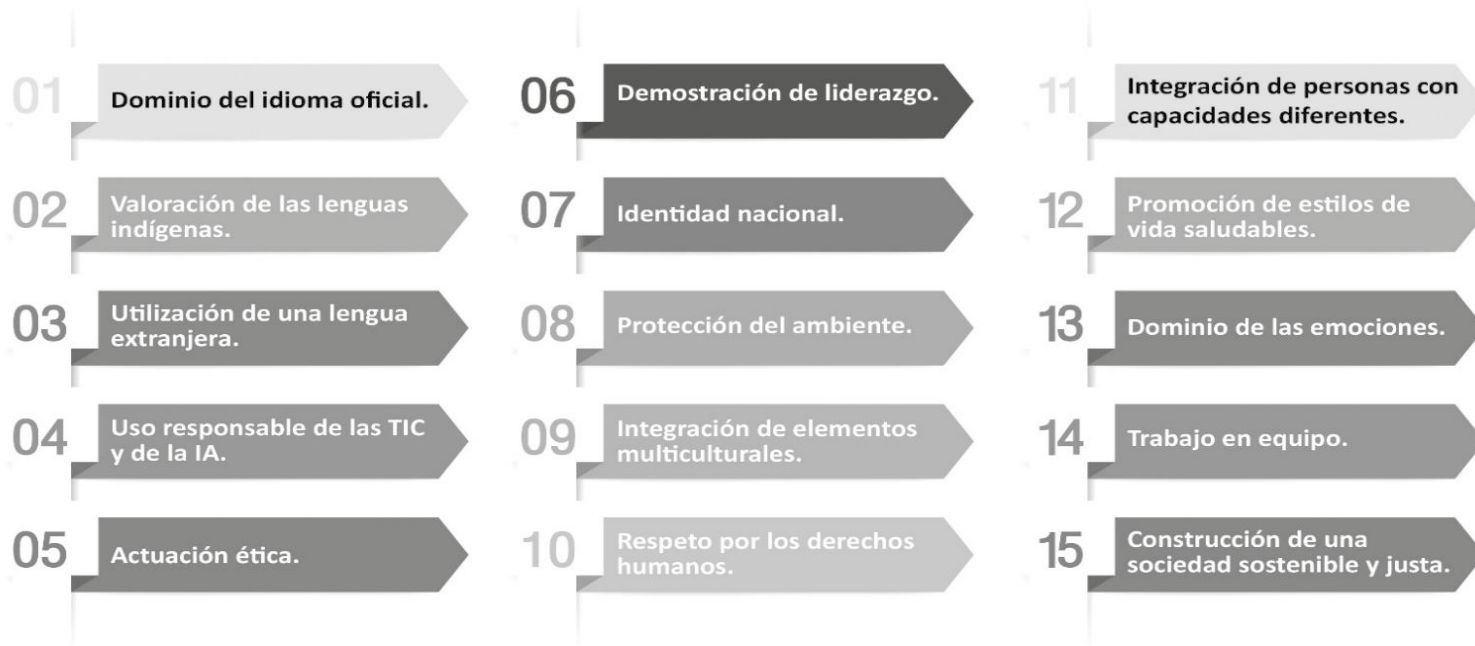 01
Dominio del idioma oficial.
02
Valoración de las lenguas
indígenas.
03
Utilización de una lengua
extranjera.
04
Uso responsable de las TIC
y de la IA.
05
Actuación ética.
06
Demostración de liderazgo.
07
Identidad nacional.
08
Protección del ambiente.
09
Integración de elementos
multiculturales.
10
Respeto por los derechos
humanos.
11
Integración de personas con
capacidades diferentes.
12
Promoción de estilos de
vida saludables.
13
Dominio de las emociones.
14
Trabajo en equipo.
15
Construcción de una
sociedad sostenible y justa.